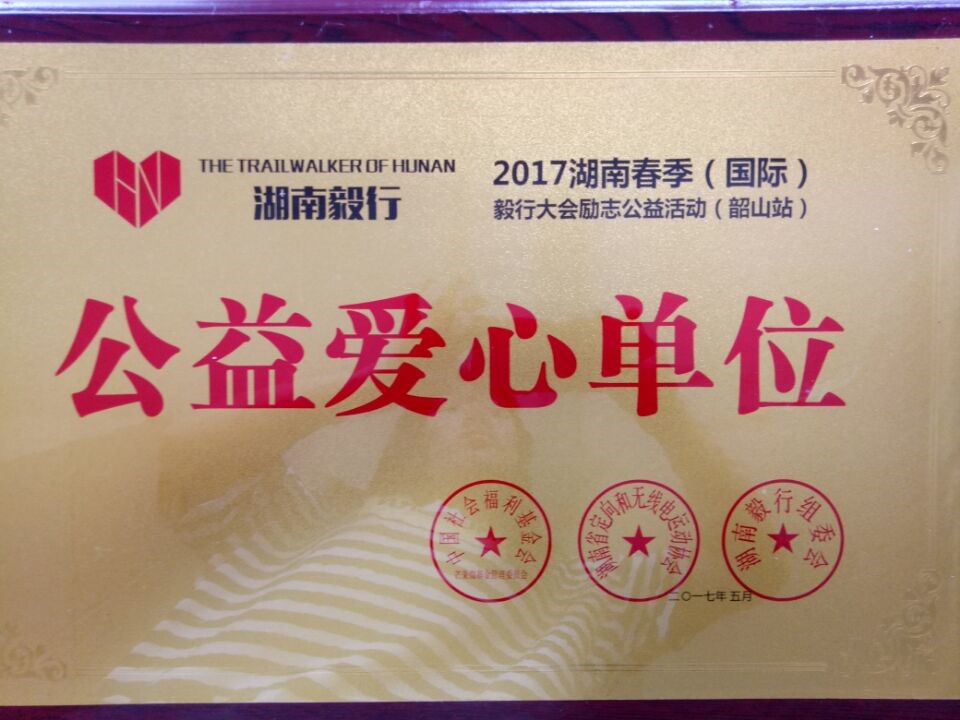 HN
THE TRAILWALKER OF HUNAN
湖南毅行
2017湖南春季（国际）
毅行大会励志公益活动（韶山站）
公益爱心单位
中国社会福利基金会
湖南省定向和无线电运动协会
湖南毅行组委会
二〇一七年五月